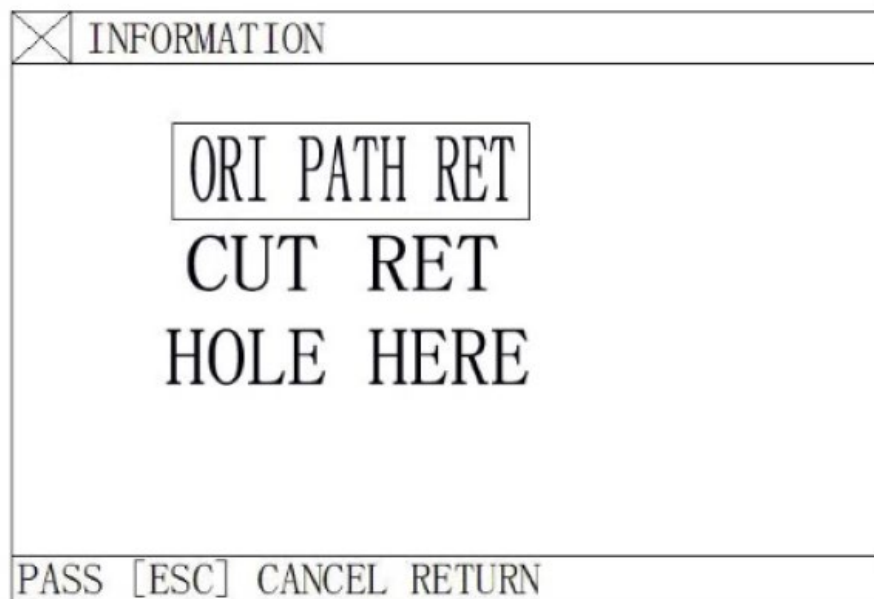 INFORMATION
ORI PATH RET
CUT RET
HOLE HERE
PASS [ESC] CANCEL RETURN